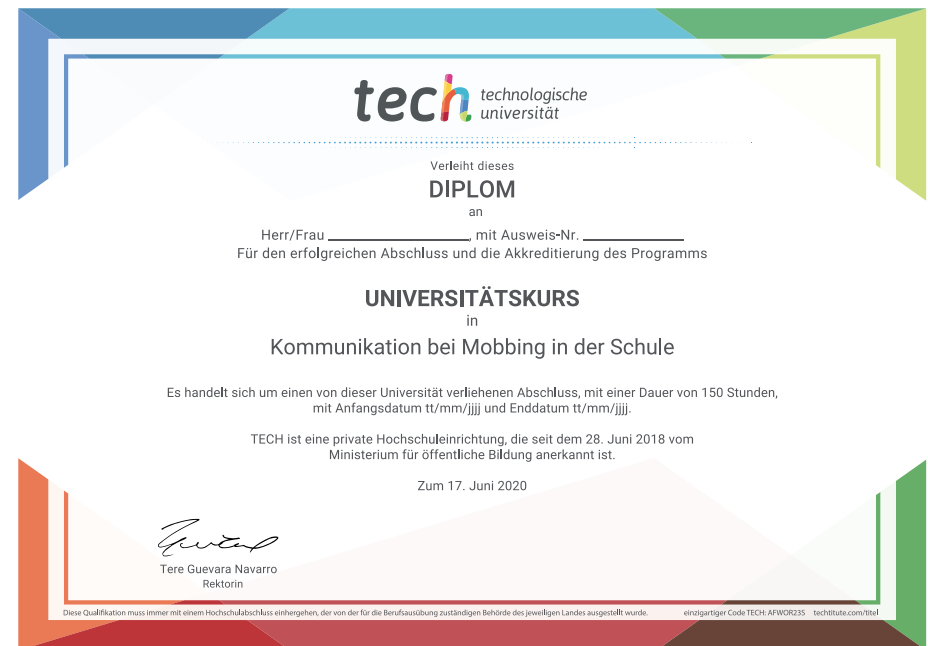 tech technologische
universität
Verleiht dieses
DIPLOM
an
Herr/Frau ____________________, mit Ausweis-Nr. ______________
Für den erfolgreichen Abschluss und die Akkreditierung des Programms
UNIVERSITÄTSKURS
in
Kommunikation bei Mobbing in der Schule
Es handelt sich um einen von dieser Universität verliehenen Abschluss, mit einer Dauer von 150 Stunden,
mit Anfangsdatum tt/mm/jjjj und Enddatum tt/mm/jjjj.
TECH ist eine private Hochschuleinrichtung, die seit dem 28. Juni 2018 vom
Ministerium für öffentliche Bildung anerkannt ist.
Zum 17. Juni 2020
Tere Guevara Navarro
Rektorin
Diese Qualifikation muss immer mit einem Hochschulabschluss einhergehen, der von der für die Berufsausübung zuständigen Behörde des jeweiligen Landes ausgestellt wurde. einzigartiger Code TECH: AFWOR23S techtitute.com/titel